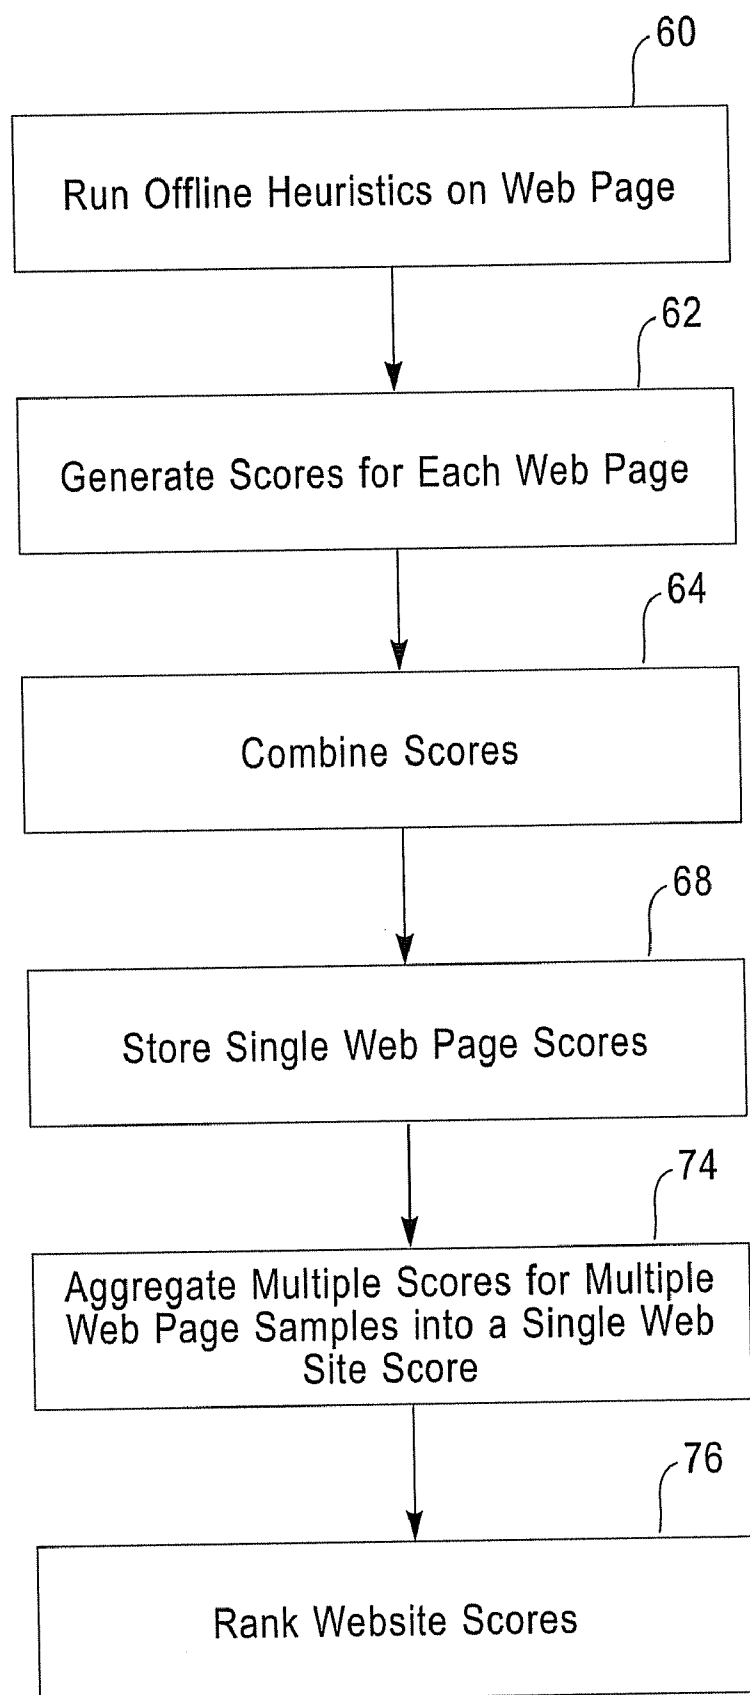 60
Run Offline Heuristics on Web Page
62
Generate Scores for Each Web Page
64
Combine Scores
68
Store Single Web Page Scores
74
Aggregate Multiple Scores for Multiple
Web Page Samples into a Single Web
Site Score
76
Rank Website Scores